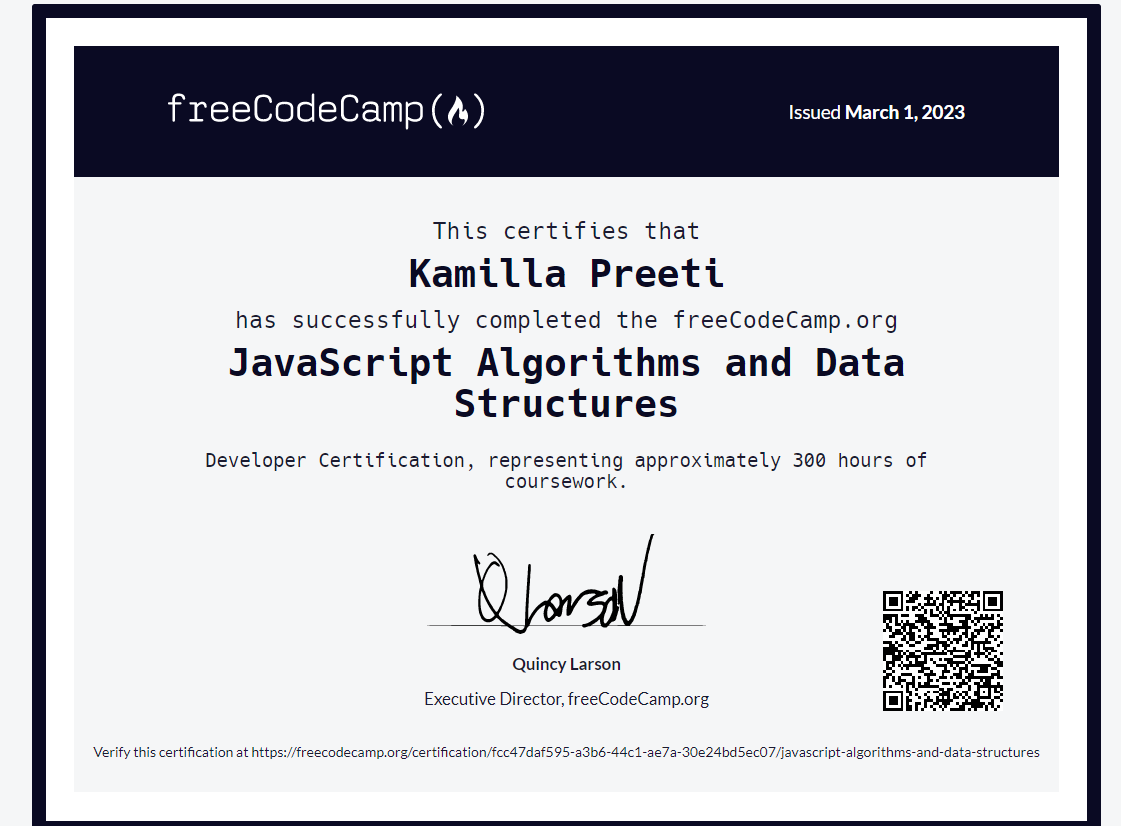 freeCodeCamp(🔥)
Issued March 1, 2023
This certifies that
Kamilla Preeti
has successfully completed the freeCodeCamp.org
JavaScript Algorithms and Data
Structures
Developer Certification, representing approximately 300 hours of
coursework.
Q Larson
Quincy Larson
Executive Director, freeCodeCamp.org
Verify this certification at https://freecodecamp.org/certification/fcc47daf595-a3b6-44c1-ae7a-30e24bd5ec07/javascript-algorithms-and-data-structures